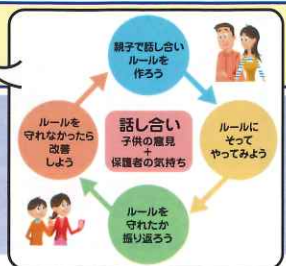 親子で話し合い
ルールを
作ろう
ルールに
そって
やってみよう
ルールを
守れたか
振り返ろう
ルールを
守れなかったら
改善
しよう
話し合い
子供の意見
+
保護者の気持ち